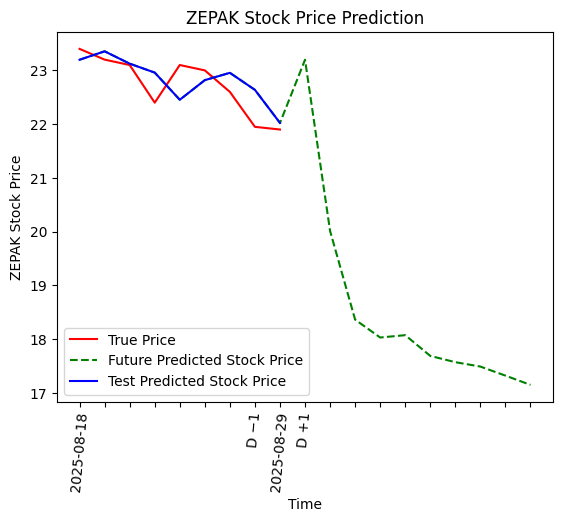 ZEPAK Stock Price Prediction
ZEPAK Stock Price
23
22
21
20
19
18
17
True Price
Future Predicted Stock Price
Test Predicted Stock Price
2025-08-18
D −1
2025-08-29
D +1
Time